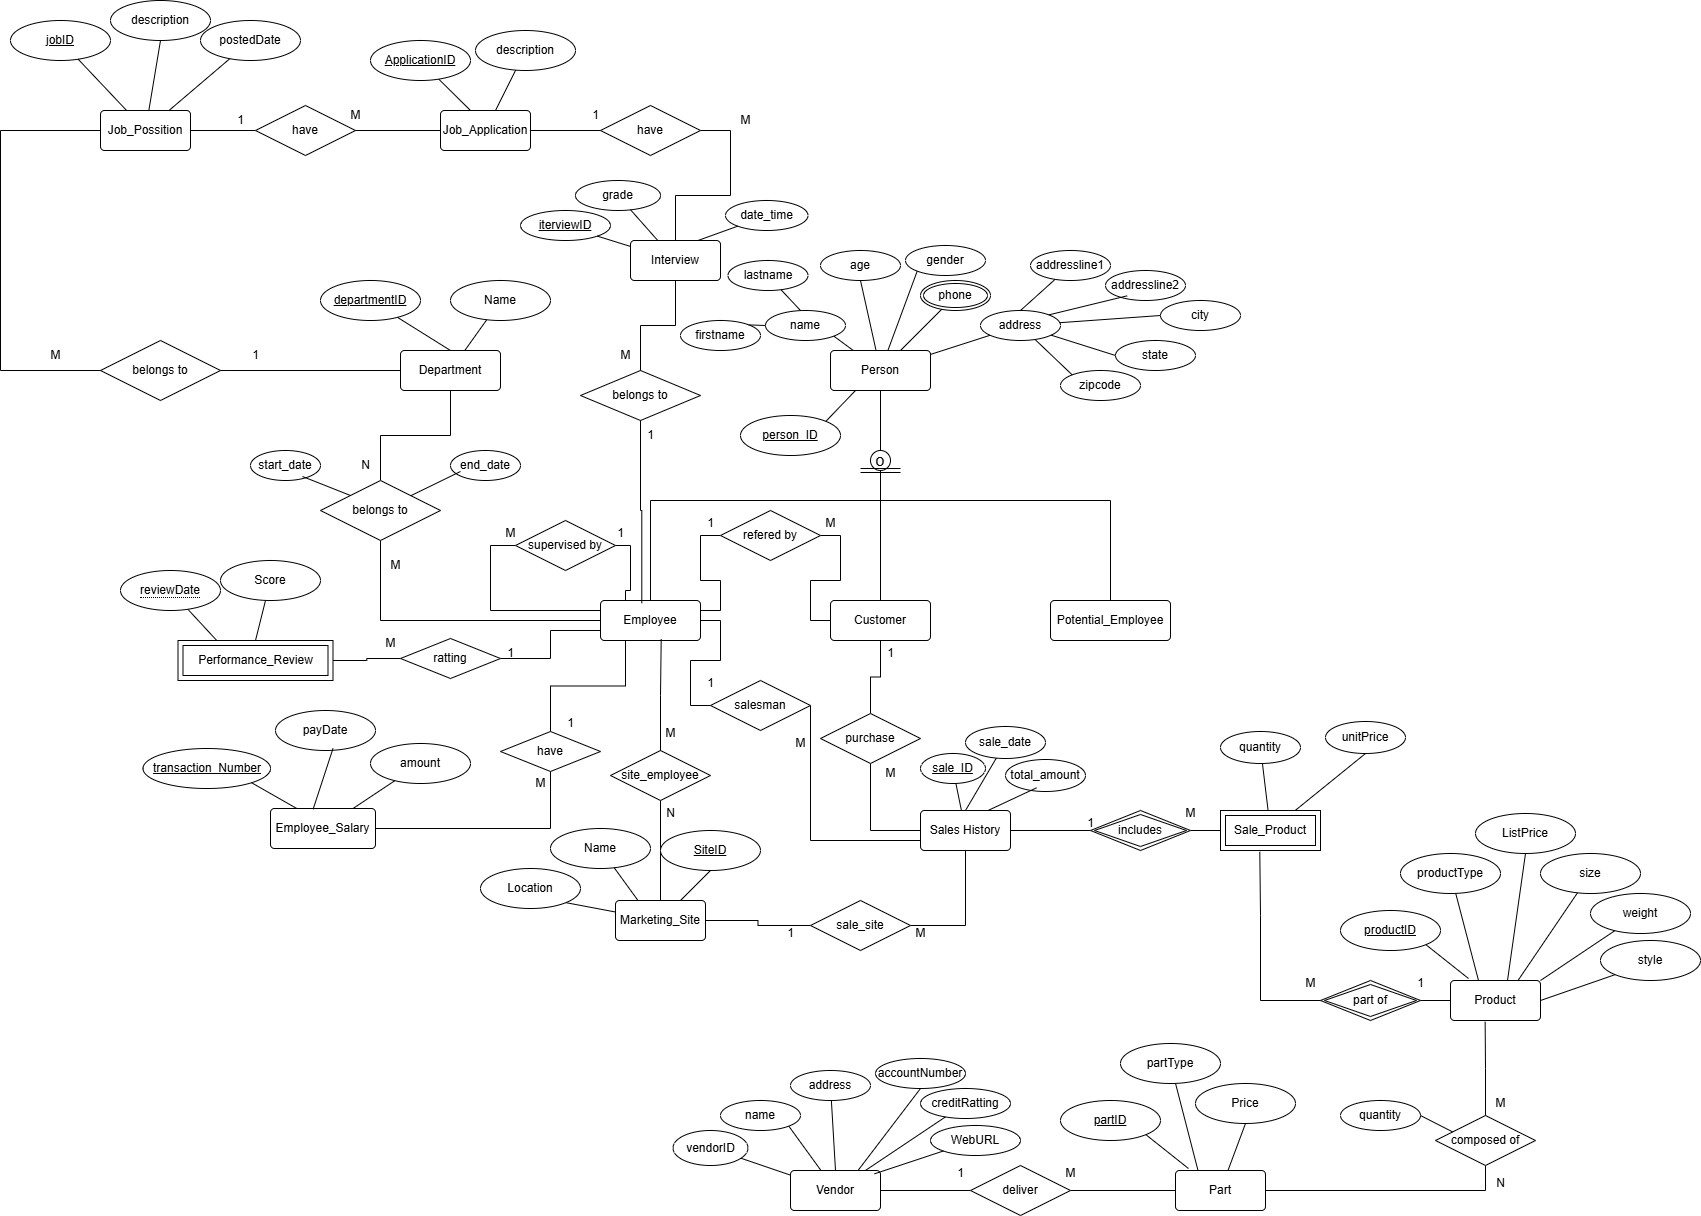 description
jobID
postedDate
ApplicationID
description
Job_Possition
1
have
M
Job_Application
1
have
M
grade
iterviewID
date_time
Interview
lastname
age
gender
phone
firstname
name
addressline1
addressline2
address
city
state
zipcode
Person
person_ID
departmentID
Name
M
belongs to
1
Department
M
belongs to
1
O
start_date
N
end_date
belongs to
M
M
supervised by
1
1
refered by
M
reviewDate
Score
Employee
Customer
Potential_Employee
Performance_Review
M
ratting
1
1
salesman
M
1
purchase
M
payDate
transaction_Number
amount
1
have
M
Employee_Salary
M
site_employee
N
sale_date
sale_ID
total_amount
Sales History
1
includes
M
quantity
unitPrice
Sale_Product
Name
SiteID
Location
Marketing_Site
1
sale_site
M
ListPrice
productType
size
productID
weight
style
M
part of
1
Product
accountNumber
address
creditRatting
name
WebURL
vendorID
Vendor
1
deliver
M
partType
partID
Price
Part
M
quantity
composed of
N